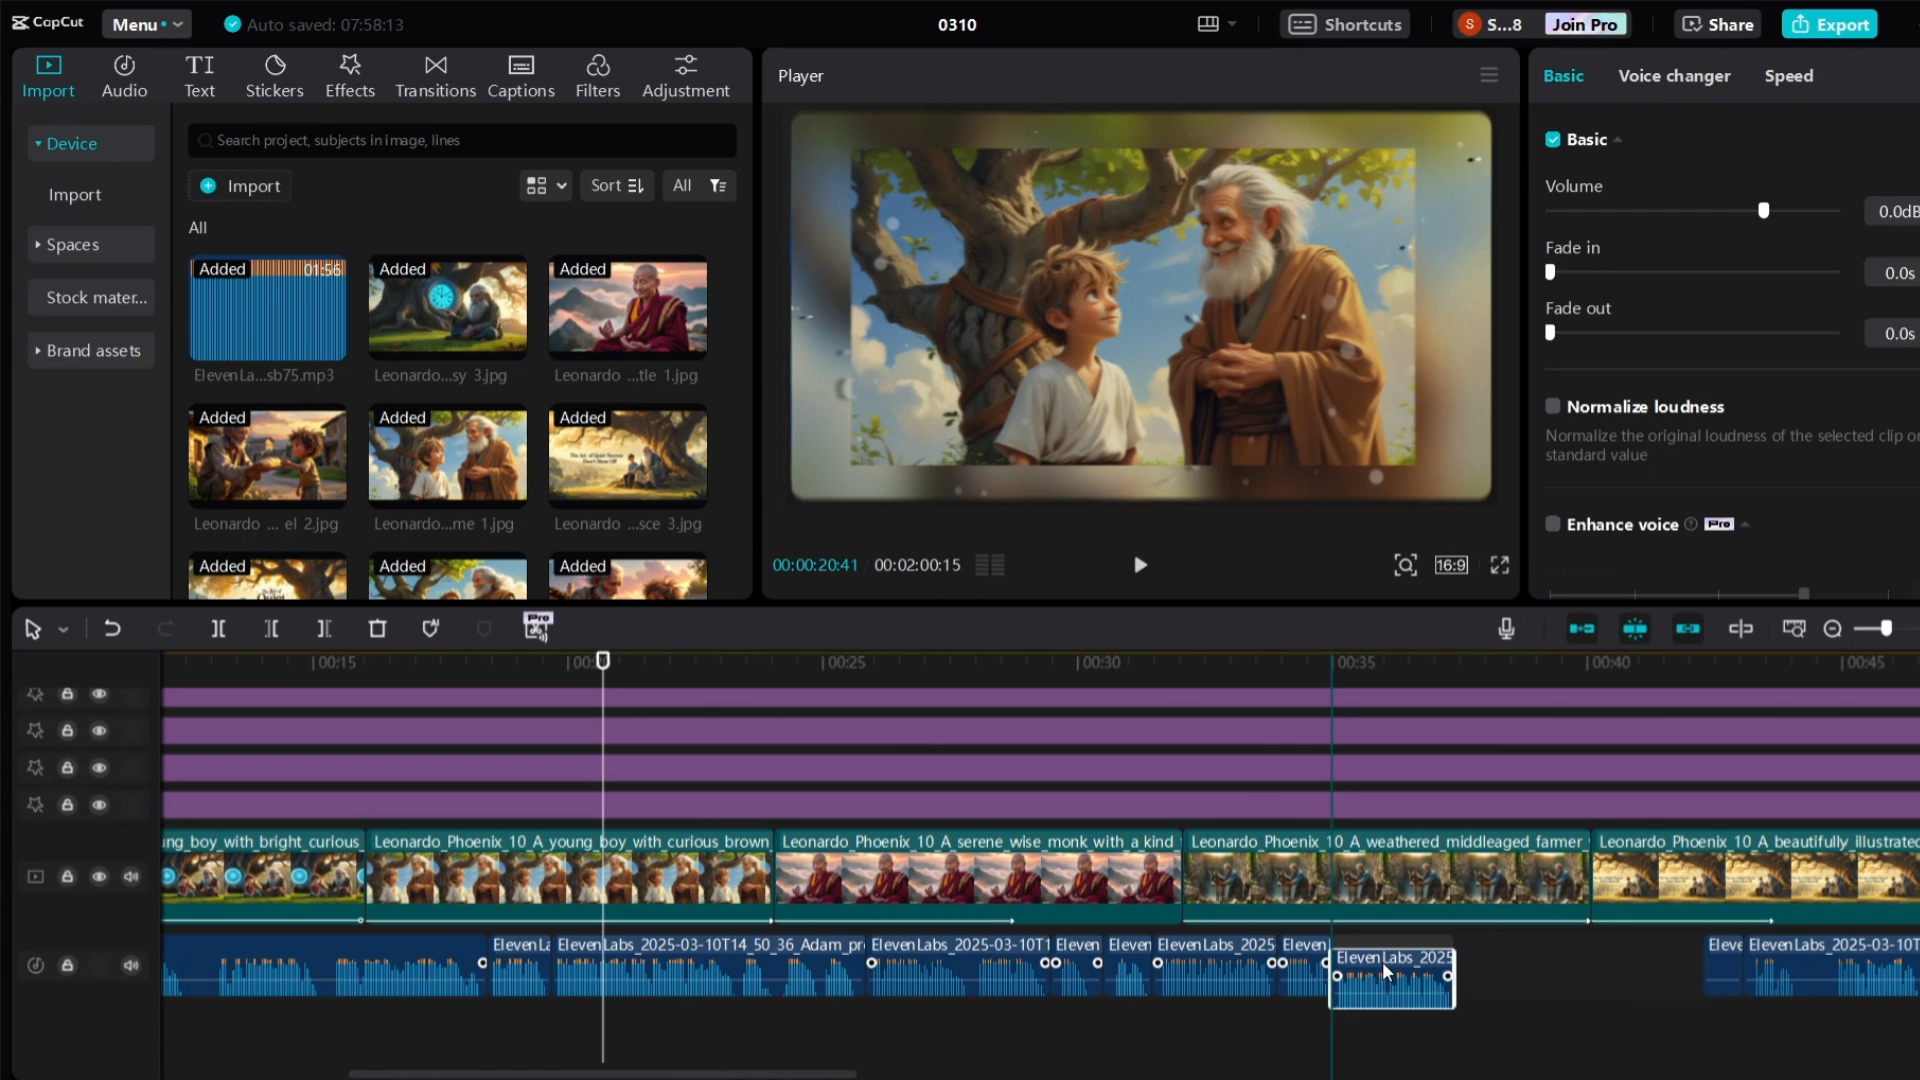 CapCut
Menu
Auto saved: 07:58:13
0310
Shortcuts
S
S...8
Join Pro
Share
Export
Import
Audio
TI
Text
Stickers
Effects
Transitions
Captions
Filters
Adjustment
Player
Basic
Voice changer
Speed
Device
Import
Spaces
Stock mater...
Brand assets
Search project, subjects in image, lines
Import
Sort
All
All
Added
01:56
Added
Added
ElevenLa...sb75.mp3
Leonardo...sy 3.jpg
Leonardo ...tle 1.jpg
Added
Added
Added
Leonardo ... el 2.jpg
Leonardo...me 1.jpg
Leonardo ...sce 3.jpg
Added
Added
Added
00:00:20:41
00:02:00:15
16:9
Basic
Volume
0.0dB
Fade in
0.0s
Fade out
0.0s
Normalize loudness
Normalize the original loudness of the selected clip or
standard value
Enhance voice
Pro
Pro
00:15
00:25
00:30
00:35
00:40
00:45
ng_boy_with_bright_curious
Leonardo_Phoenix_10_A_young_boy_with_curious_brown
Leonardo_Phoenix_10_A_serene_wise_monk_with_a_kind
Leonardo_Phoenix_10_A_weathered_middleaged_farmer
Leonardo_Phoenix_10_A_beautifully_illustrated
ElevenLa
ElevenLabs_2025-03-10T14_50_36_Adam_pr
ElevenLabs_2025-03-10T1
Eleven
Eleven
ElevenLabs_2025
Eleven
ElevenLabs_2025
Eleve
ElevenLabs_2025-03-10T